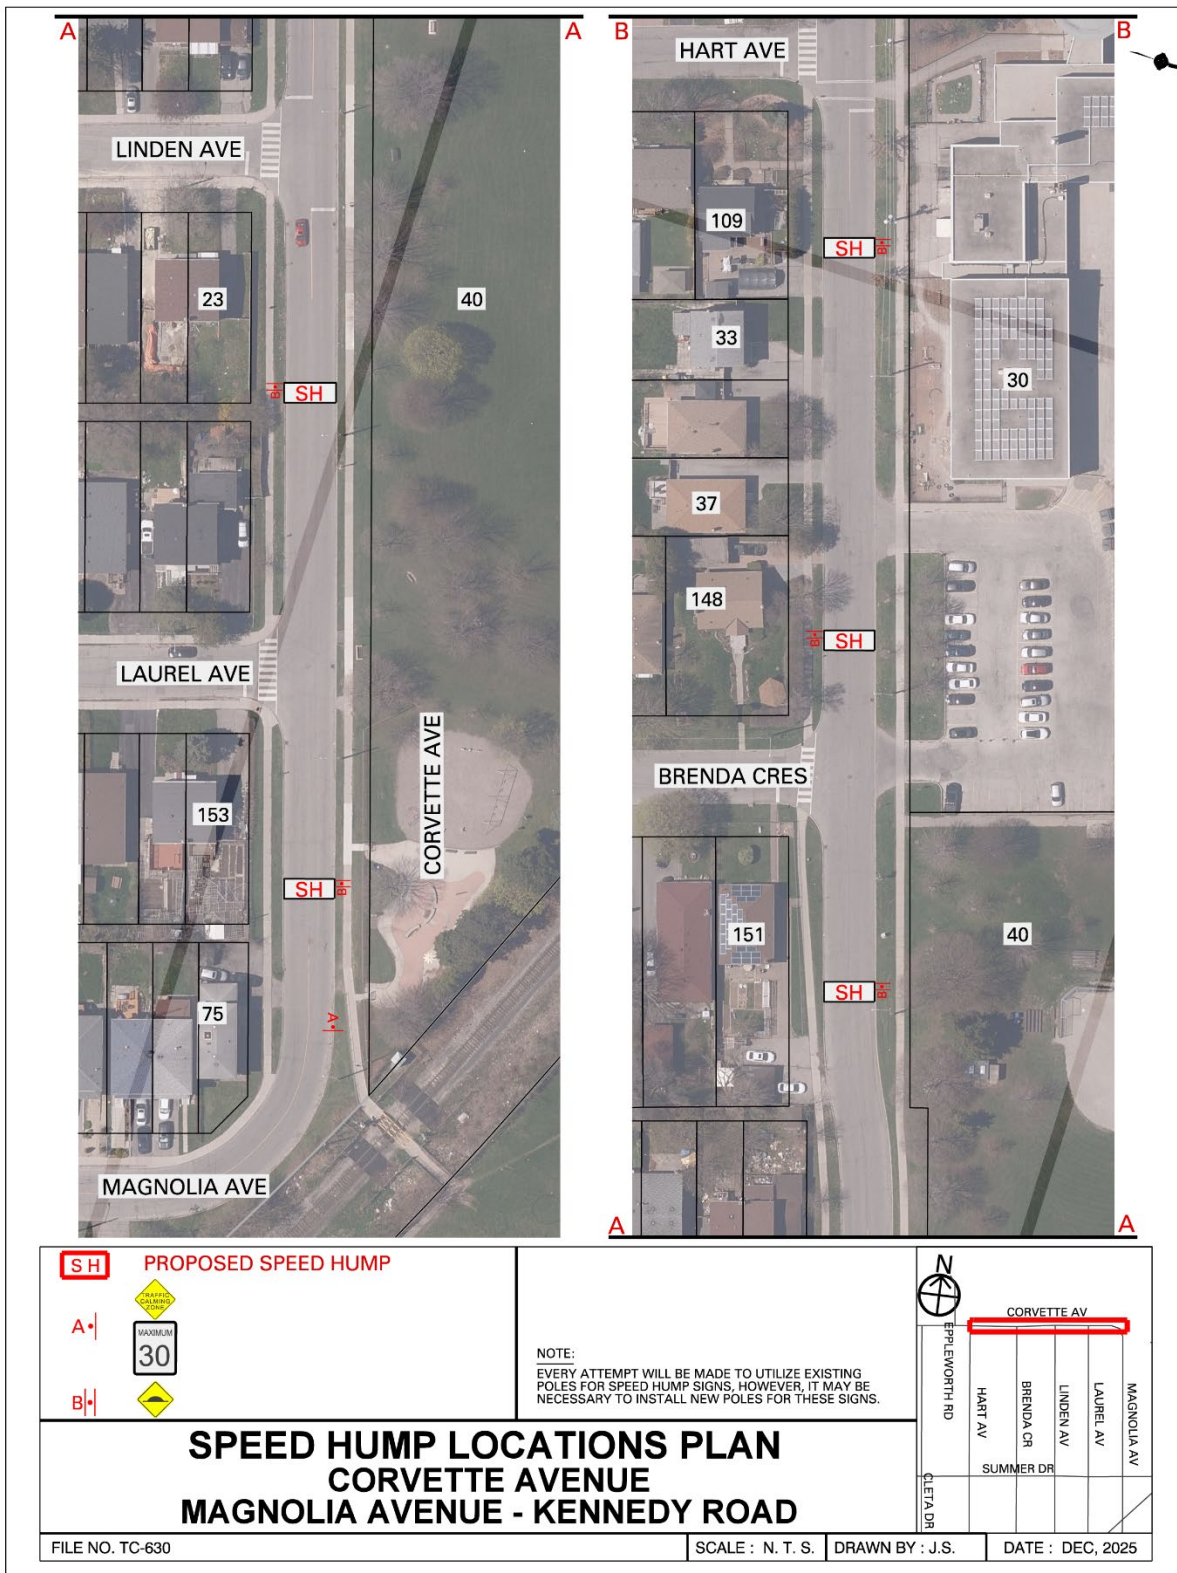 A
A
LINDEN AVE
23
40
B
SH
LAUREL AVE
153
CORVETTE AVE
SH
B
75
A
MAGNOLIA AVE
B
B
HART AVE
109
SH
B
33
30
37
148
B
SH
BRENDA CRES
151
40
SH
B
A
A
SH
PROPOSED SPEED HUMP
TRAFFIC
CALMING
ZONE
A
MAXIMUM
30
B
NOTE:
EVERY ATTEMPT WILL BE MADE TO UTILIZE EXISTING
POLES FOR SPEED HUMP SIGNS, HOWEVER, IT MAY BE
NECESSARY TO INSTALL NEW POLES FOR THESE SIGNS.
N
CORVETTE AV
EPPLEWORTH RD
HART AV
BRENDA CR
LINDEN AV
LAUREL AV
MAGNOLIA AV
SUMMER DR
CLETA DR
SPEED HUMP LOCATIONS PLAN
CORVETTE AVENUE
MAGNOLIA AVENUE - KENNEDY ROAD
FILE NO. TC-630
SCALE : N. T. S.
DRAWN BY : J.S.
DATE : DEC, 2025